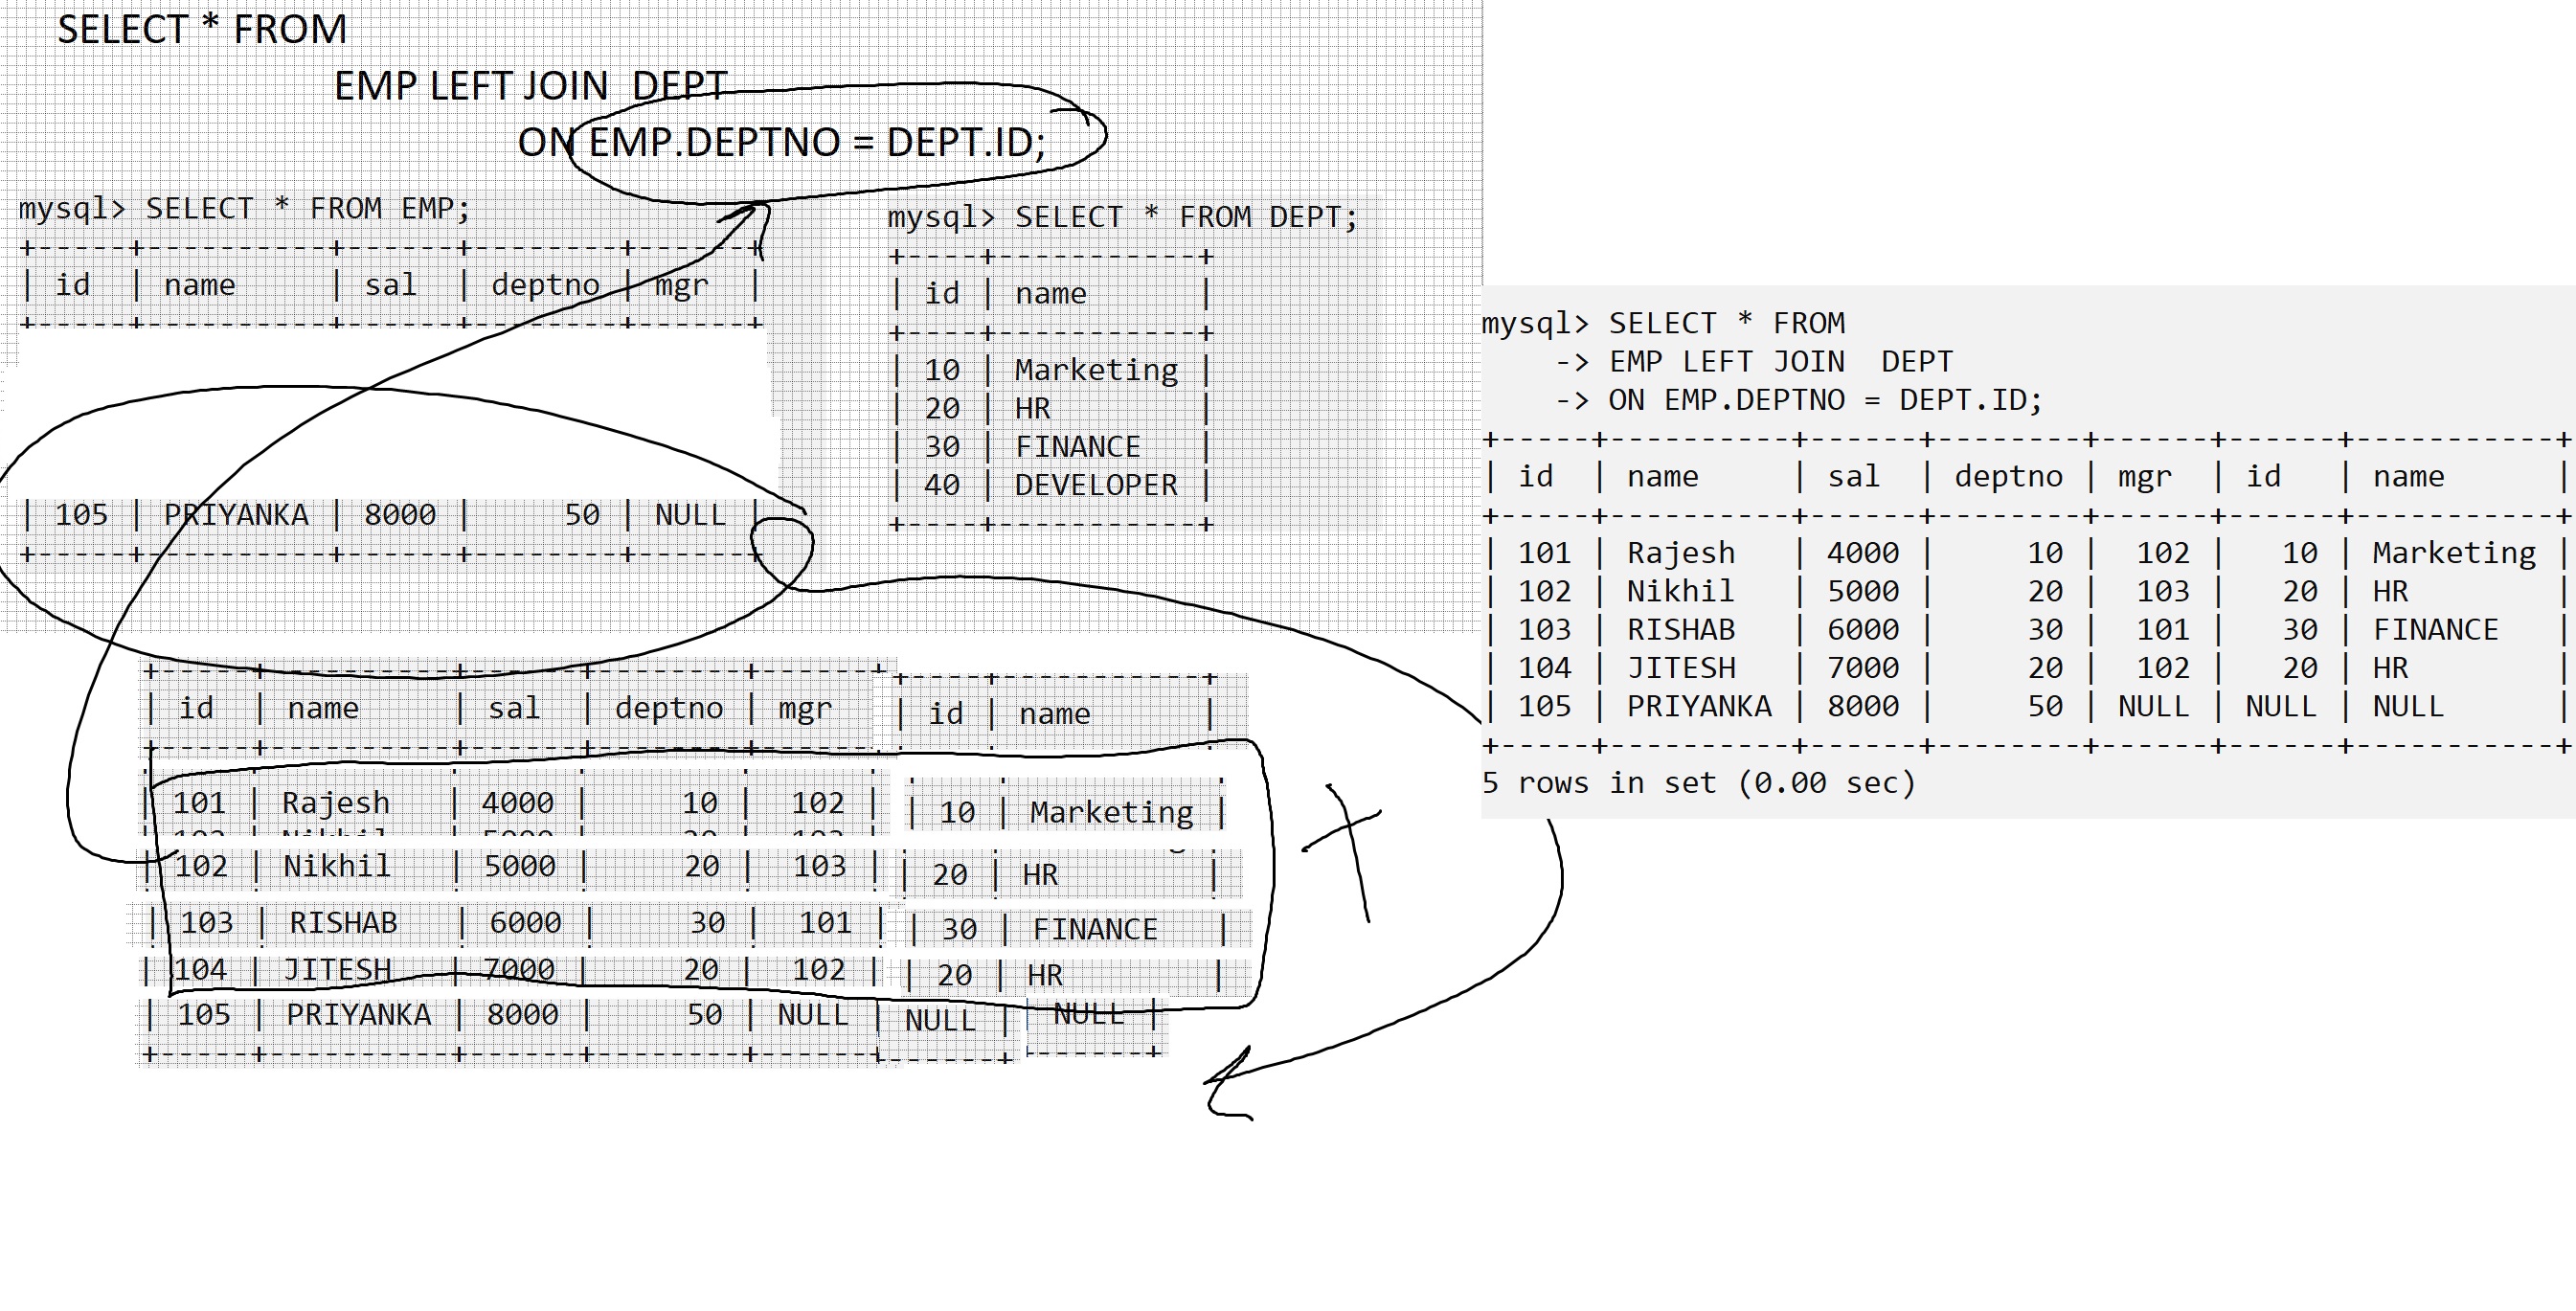 SELECT * FROM
EMP LEFT JOIN  DEPT
ON EMP.DEPTNO = DEPT.ID;
mysql> SELECT * FROM EMP;
+-----+----------+------+--------+------+
| id  | name     | sal  | deptno | mgr  |
+-----+----------+------+--------+------+
| 105 | PRIYANKA | 8000 |     50 | NULL |
+-----+----------+------+--------+------+
mysql> SELECT * FROM DEPT;
+----+-----------+
| id | name      |
+----+-----------+
| 10 | Marketing |
| 20 | HR        |
| 30 | FINANCE   |
| 40 | DEVELOPER |
+----+-----------+
+-----+----------+------+--------+------+----+-----------+
| id  | name     | sal  | deptno | mgr  | id | name      |
+-----+----------+------+--------+------
| 101 | Rajesh   | 4000 |     10 |  102 | | 10 | Marketing |
| 102 | Nikhil   | 5000 |     20 |  103 | | 20 | HR        |
| 103 | RISHAB   | 6000 |     30 |  101 | | 30 | FINANCE   |
| 104 | JITESH   | 7000 |     20 |  102 | | 20 | HR        |
| 105 | PRIYANKA | 8000 |     50 | NULL | NULL | | NULL |
+-----+----------+------+--------+------+------+-------+
+
mysql> SELECT * FROM
    -> EMP LEFT JOIN  DEPT
    -> ON EMP.DEPTNO = DEPT.ID;
+-----+----------+------+--------+------+------+-----------+
| id  | name     | sal  | deptno | mgr  | id   | name      |
+-----+----------+------+--------+------+------+-----------+
| 101 | Rajesh   | 4000 |     10 |  102 |   10 | Marketing |
| 102 | Nikhil   | 5000 |     20 |  103 |   20 | HR        |
| 103 | RISHAB   | 6000 |     30 |  101 |   30 | FINANCE   |
| 104 | JITESH   | 7000 |     20 |  102 |   20 | HR        |
| 105 | PRIYANKA | 8000 |     50 | NULL | NULL | NULL      |
+-----+----------+------+--------+------+------+-----------+
5 rows in set (0.00 sec)